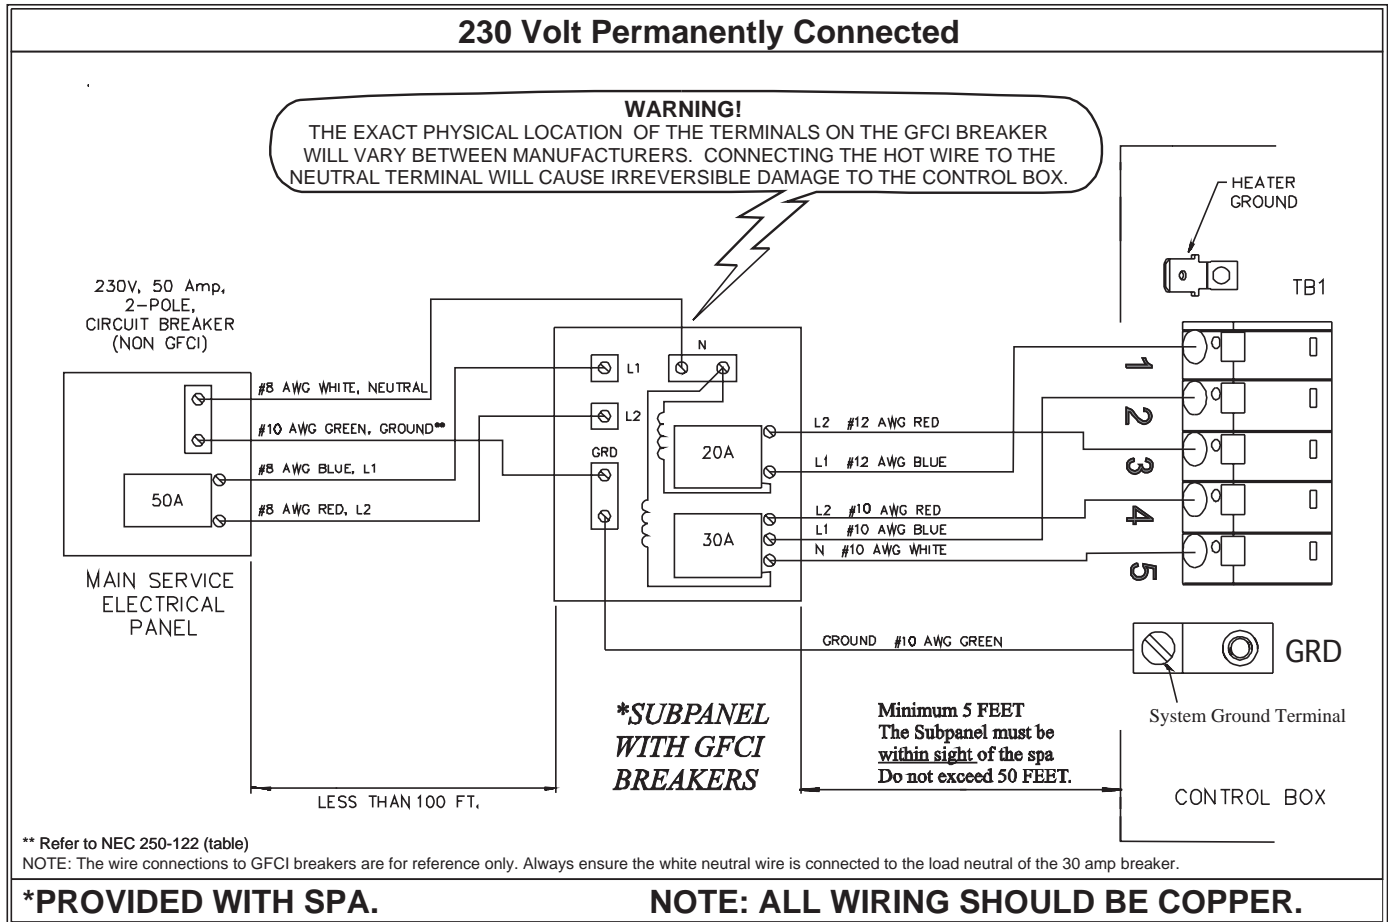 230 Volt Permanently Connected
WARNING!
THE EXACT PHYSICAL LOCATION OF THE TERMINALS ON THE GFCI BREAKER
WILL VARY BETWEEN MANUFACTURERS. CONNECTING THE HOT WIRE TO THE
NEUTRAL TERMINAL WILL CAUSE IRREVERSIBLE DAMAGE TO THE CONTROL BOX.
HEATER
GROUND
TB1
230V, 50 Amp,
2-POLE,
CIRCUIT BREAKER
(NON GFCI)
#8 AWG WHITE, NEUTRAL
#10 AWG GREEN, GROUND**
#8 AWG BLUE, L1
#8 AWG RED, L2
50A
MAIN SERVICE
ELECTRICAL
PANEL
N
L1
L2
GRD
20A
30A
L2 #12 AWG RED
L1 #12 AWG BLUE
L2 #10 AWG RED
L1 #10 AWG BLUE
N #10 AWG WHITE
1
2
3
4
5
GROUND #10 AWG GREEN
GRD
System Ground Terminal
*SUBPANEL
WITH GFCI
BREAKERS
Minimum 5 FEET
The Subpanel must be
within sight of the spa
Do not exceed 50 FEET.
LESS THAN 100 FT.
CONTROL BOX
** Refer to NEC 250-122 (table)
NOTE: The wire connections to GFCI breakers are for reference only. Always ensure the white neutral wire is connected to the load neutral of the 30 amp breaker.
*PROVIDED WITH SPA.
NOTE: ALL WIRING SHOULD BE COPPER.